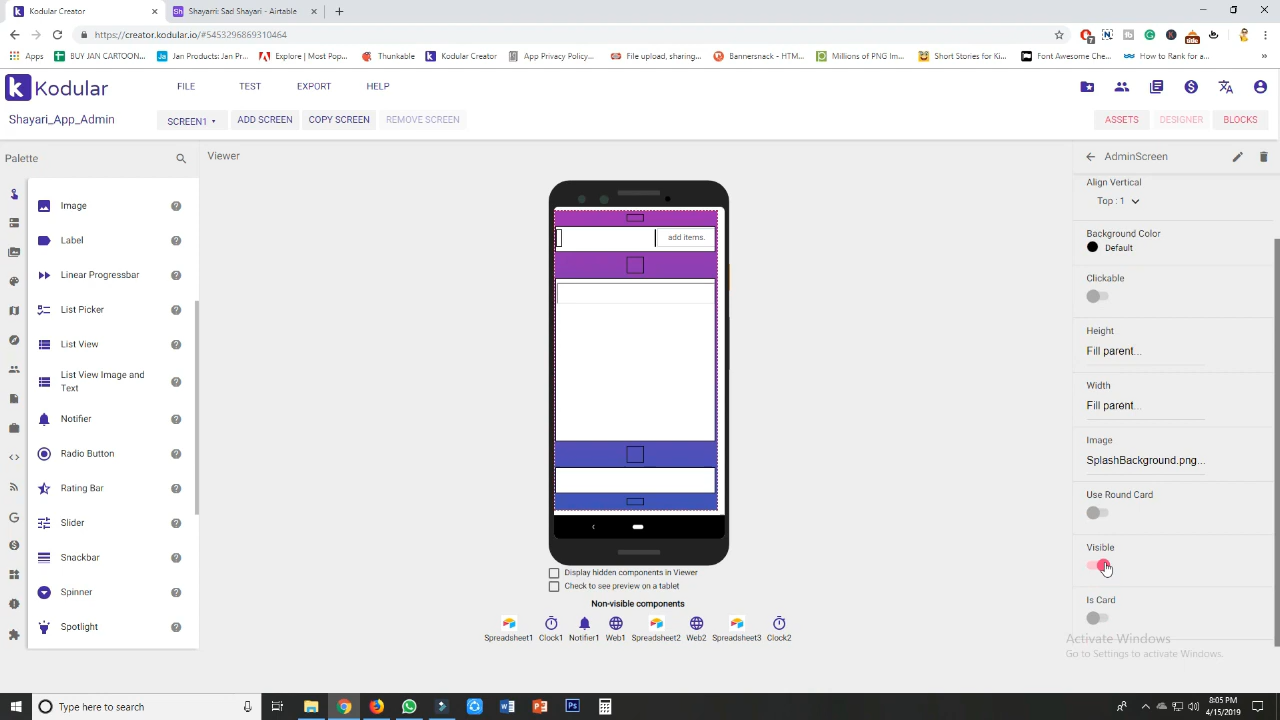 Kodular Creator
Shayarri: Sad Shayari - Airtable
https://creator.kodular.io/#5453296869310464
Apps
BUY JAN CARTOON...
Jan Products: Jan Pr...
Explore | Most Pop...
Thunkable
Kodular Creator
App Privacy Policy...
File upload, sharing...
Bannersnack - HTM...
Millions of PNG Im...
Short Stories for Ki...
Font Awesome Che...
How to Rank for a...
Kodular
FILE
TEST
EXPORT
HELP
Shayari_App_Admin
SCREEN1
ADD SCREEN
COPY SCREEN
REMOVE SCREEN
ASSETS
DESIGNER
BLOCKS
Palette
Viewer
AdminScreen
Image
Label
Linear Progressbar
List Picker
List View
List View Image and
Text
Notifier
Radio Button
Rating Bar
Slider
Snackbar
Spinner
Spotlight
add items.
Display hidden components in Viewer
Check to see preview on a tablet
Non-visible components
Spreadsheet1
Clock1
Notifier1
Web1
Spreadsheet2
Web2
Spreadsheet3
Clock2
Align Vertical
Top : 1
Background Color
Default
Clickable
Height
Fill parent...
Width
Fill parent...
Image
SplashBackground.png...
Use Round Card
Visible
Is Card
Activate Windows
Go to Settings to activate Windows.
Type here to search
8:05 PM
4/15/2019